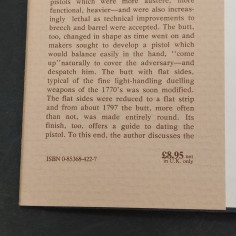 pistols which were more austere, more
functional, heavier—and were also increas-
ingly lethal as technical improvements to
breech and barrel were accepted. The butt,
too, changed in shape as time went on and
makers sought to develop a pistol which
would balance easily in the hand, "come
up"naturally to cover the adversary—and
despatch him. The butt with flat sides,
typical of the fine light-handling duelling
weapons of the 1770's was soon modified.
The flat sides were reduced to a flat strip
and from about 1797 the butt, more often
than not, was made entirely round. Its
finish, too, offers a guide to dating the
pistol. To this end, the author discusses the
ISBN 0-85368-422-7
£8.95 net
in U.K. only